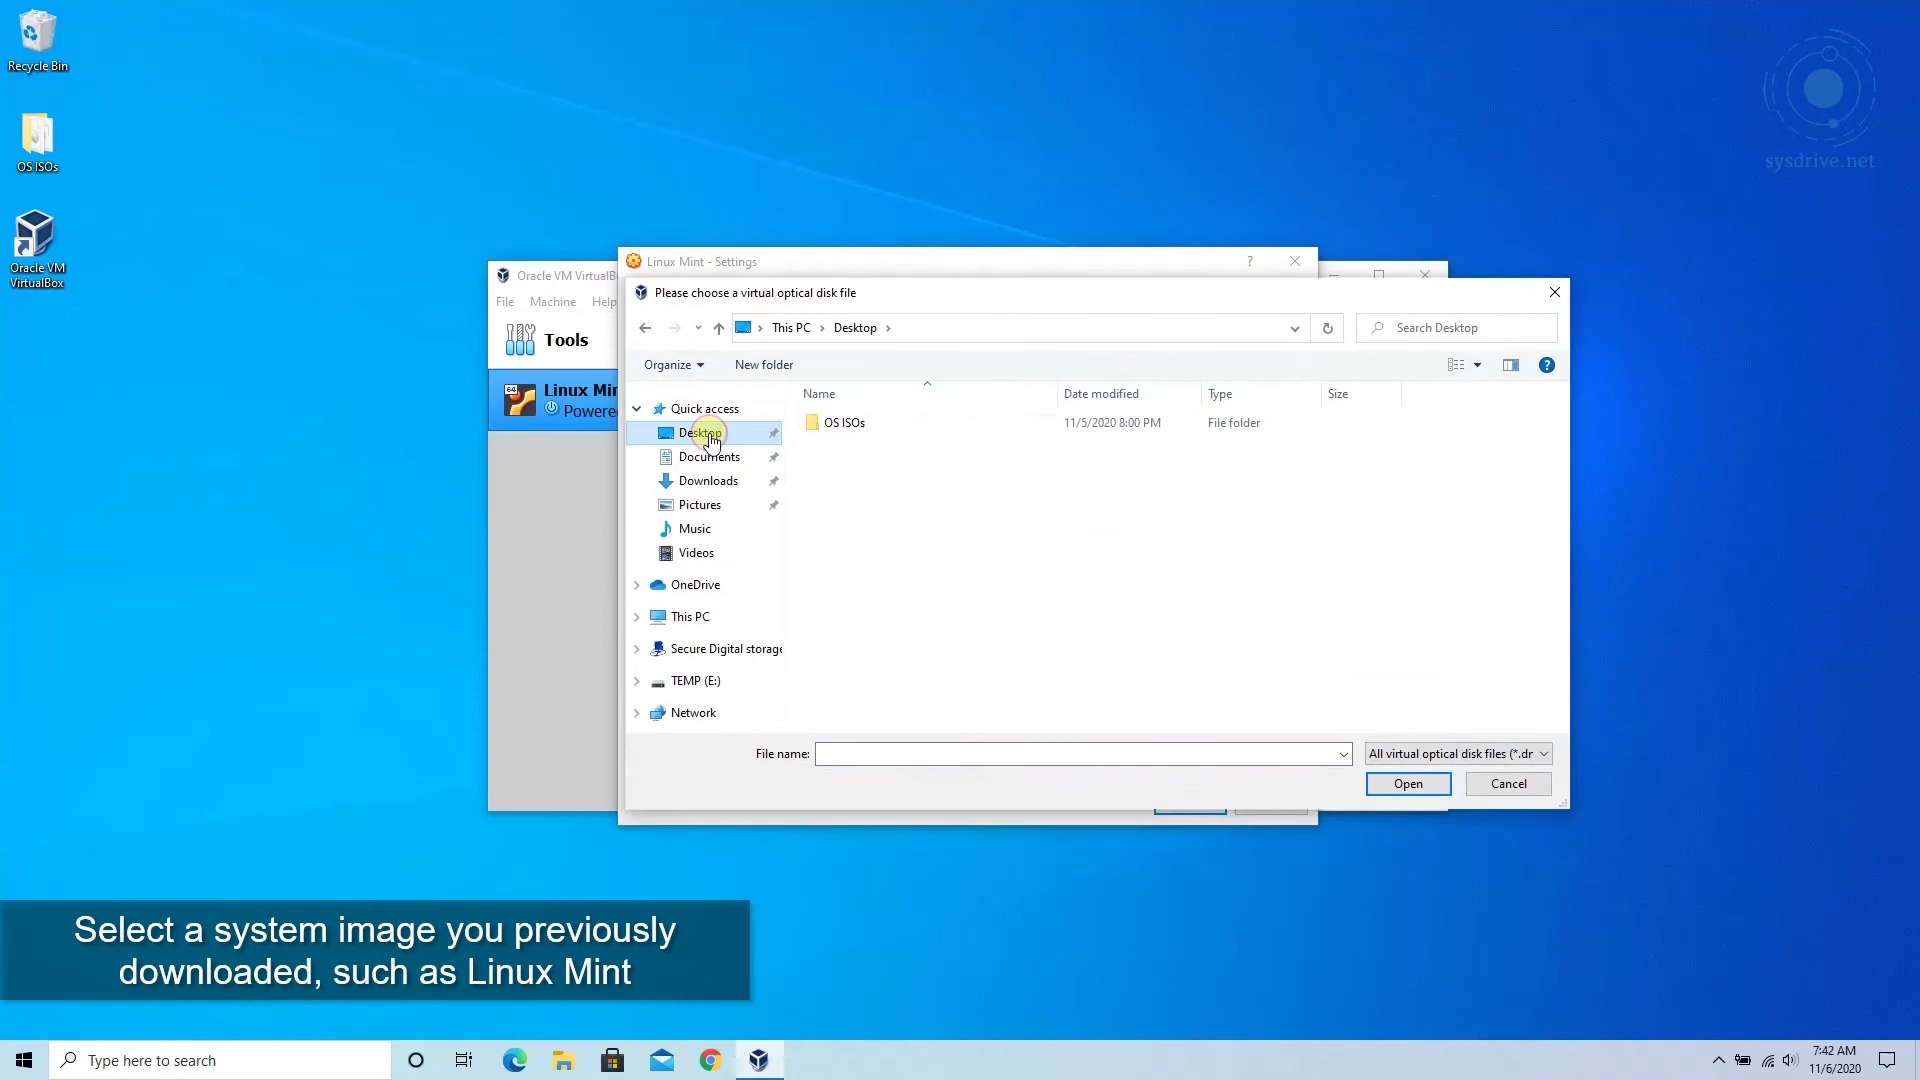 Recycle Bin
OS ISOs
Oracle VM
VirtualBox
sysdrive.net
Oracle VM VirtualB
File Machine Help
Tools
64
Linux Min
Powere
Linux Mint - Settings
?
Please choose a virtual optical disk file
This PC > Desktop >
Search Desktop
Organize
New folder
?
Name Date modified Type Size
OS ISOs 11/5/2020 8:00 PM File folder
Quick access
Desktop
Documents
Downloads
Pictures
Music
Videos
OneDrive
This PC
Secure Digital storage
TEMP (E:)
Network
File name:
All virtual optical disk files (*.dr
Open Cancel
Select a system image you previously
downloaded, such as Linux Mint
Type here to search
7:42 AM
11/6/2020